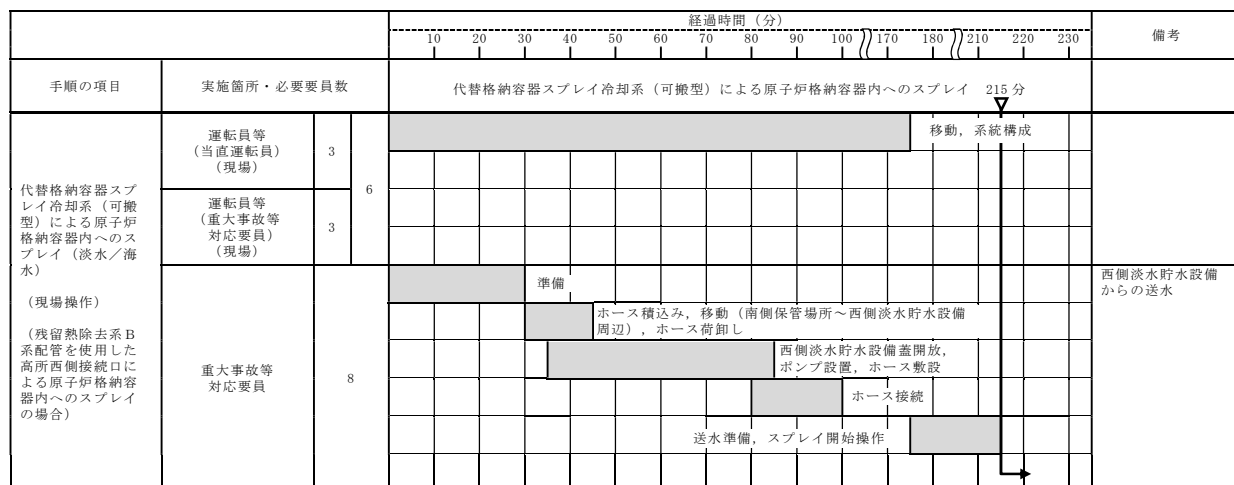 経過時間（分）
備考
10 20 30 40 50 60 70 80 90 100 170 180 210 220 230
手順の項目
実施箇所・必要要員数
代替格納容器スプレイ冷却系（可搬型）による原子炉格納容器内へのスプレイ 215分
代替格納容器スプ
レイ冷却系（可搬
型）による原子炉
格納容器内へのス
プレイ（淡水／海
水）
（現場操作）
（残留熱除去系Ｂ
系配管を使用した
高所西側接続口に
よる原子炉格納容
器内へのスプレイ
の場合）
運転員等
（当直運転員）
（現場）
3
6
移動，系統構成
運転員等
（重大事故等
対応要員）
（現場）
3
重大事故等
対応要員
8
準備
ホース積込み，移動（南側保管場所～西側淡水貯水設備
周辺），ホース荷卸し
西側淡水貯水設備蓋開放，
ポンプ設置，ホース敷設
ホース接続
送水準備，スプレイ開始操作
西側淡水貯水設備
からの送水